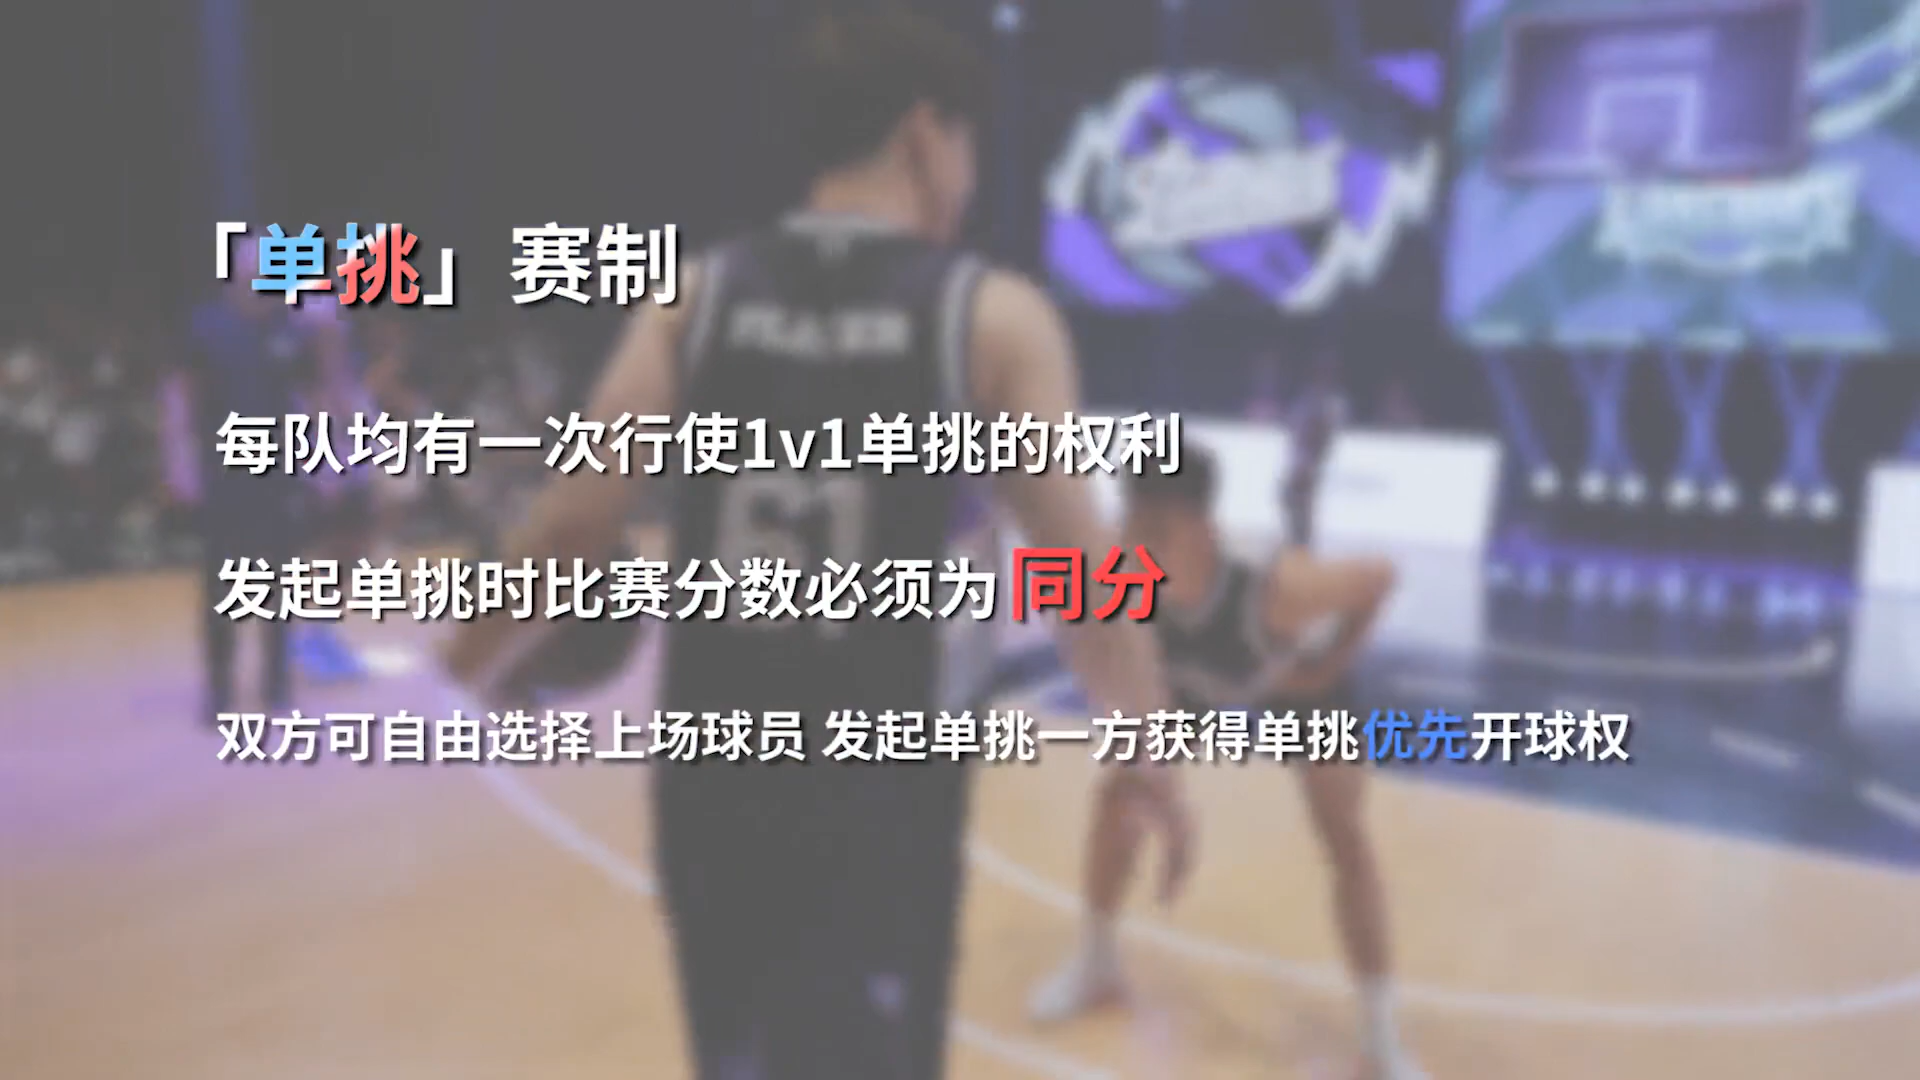 「单挑」赛制
每队均有一次行使1v1单挑的权利
发起单挑时比赛分数必须为同分
双方可自由选择上场球员 发起单挑一方获得单挑优先开球权
61